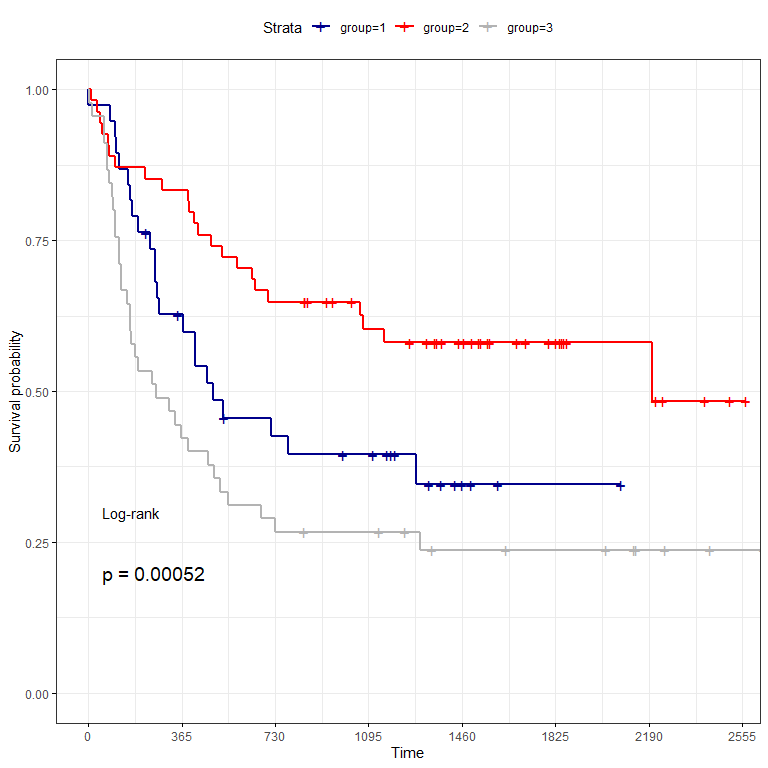 Strata group=1 group=2 group=3
1.00
0.75
0.50
0.25
0.00
Survival probability
Log-rank
p = 0.00052
0 365 730 1095 1460 1825 2190 2555
Time